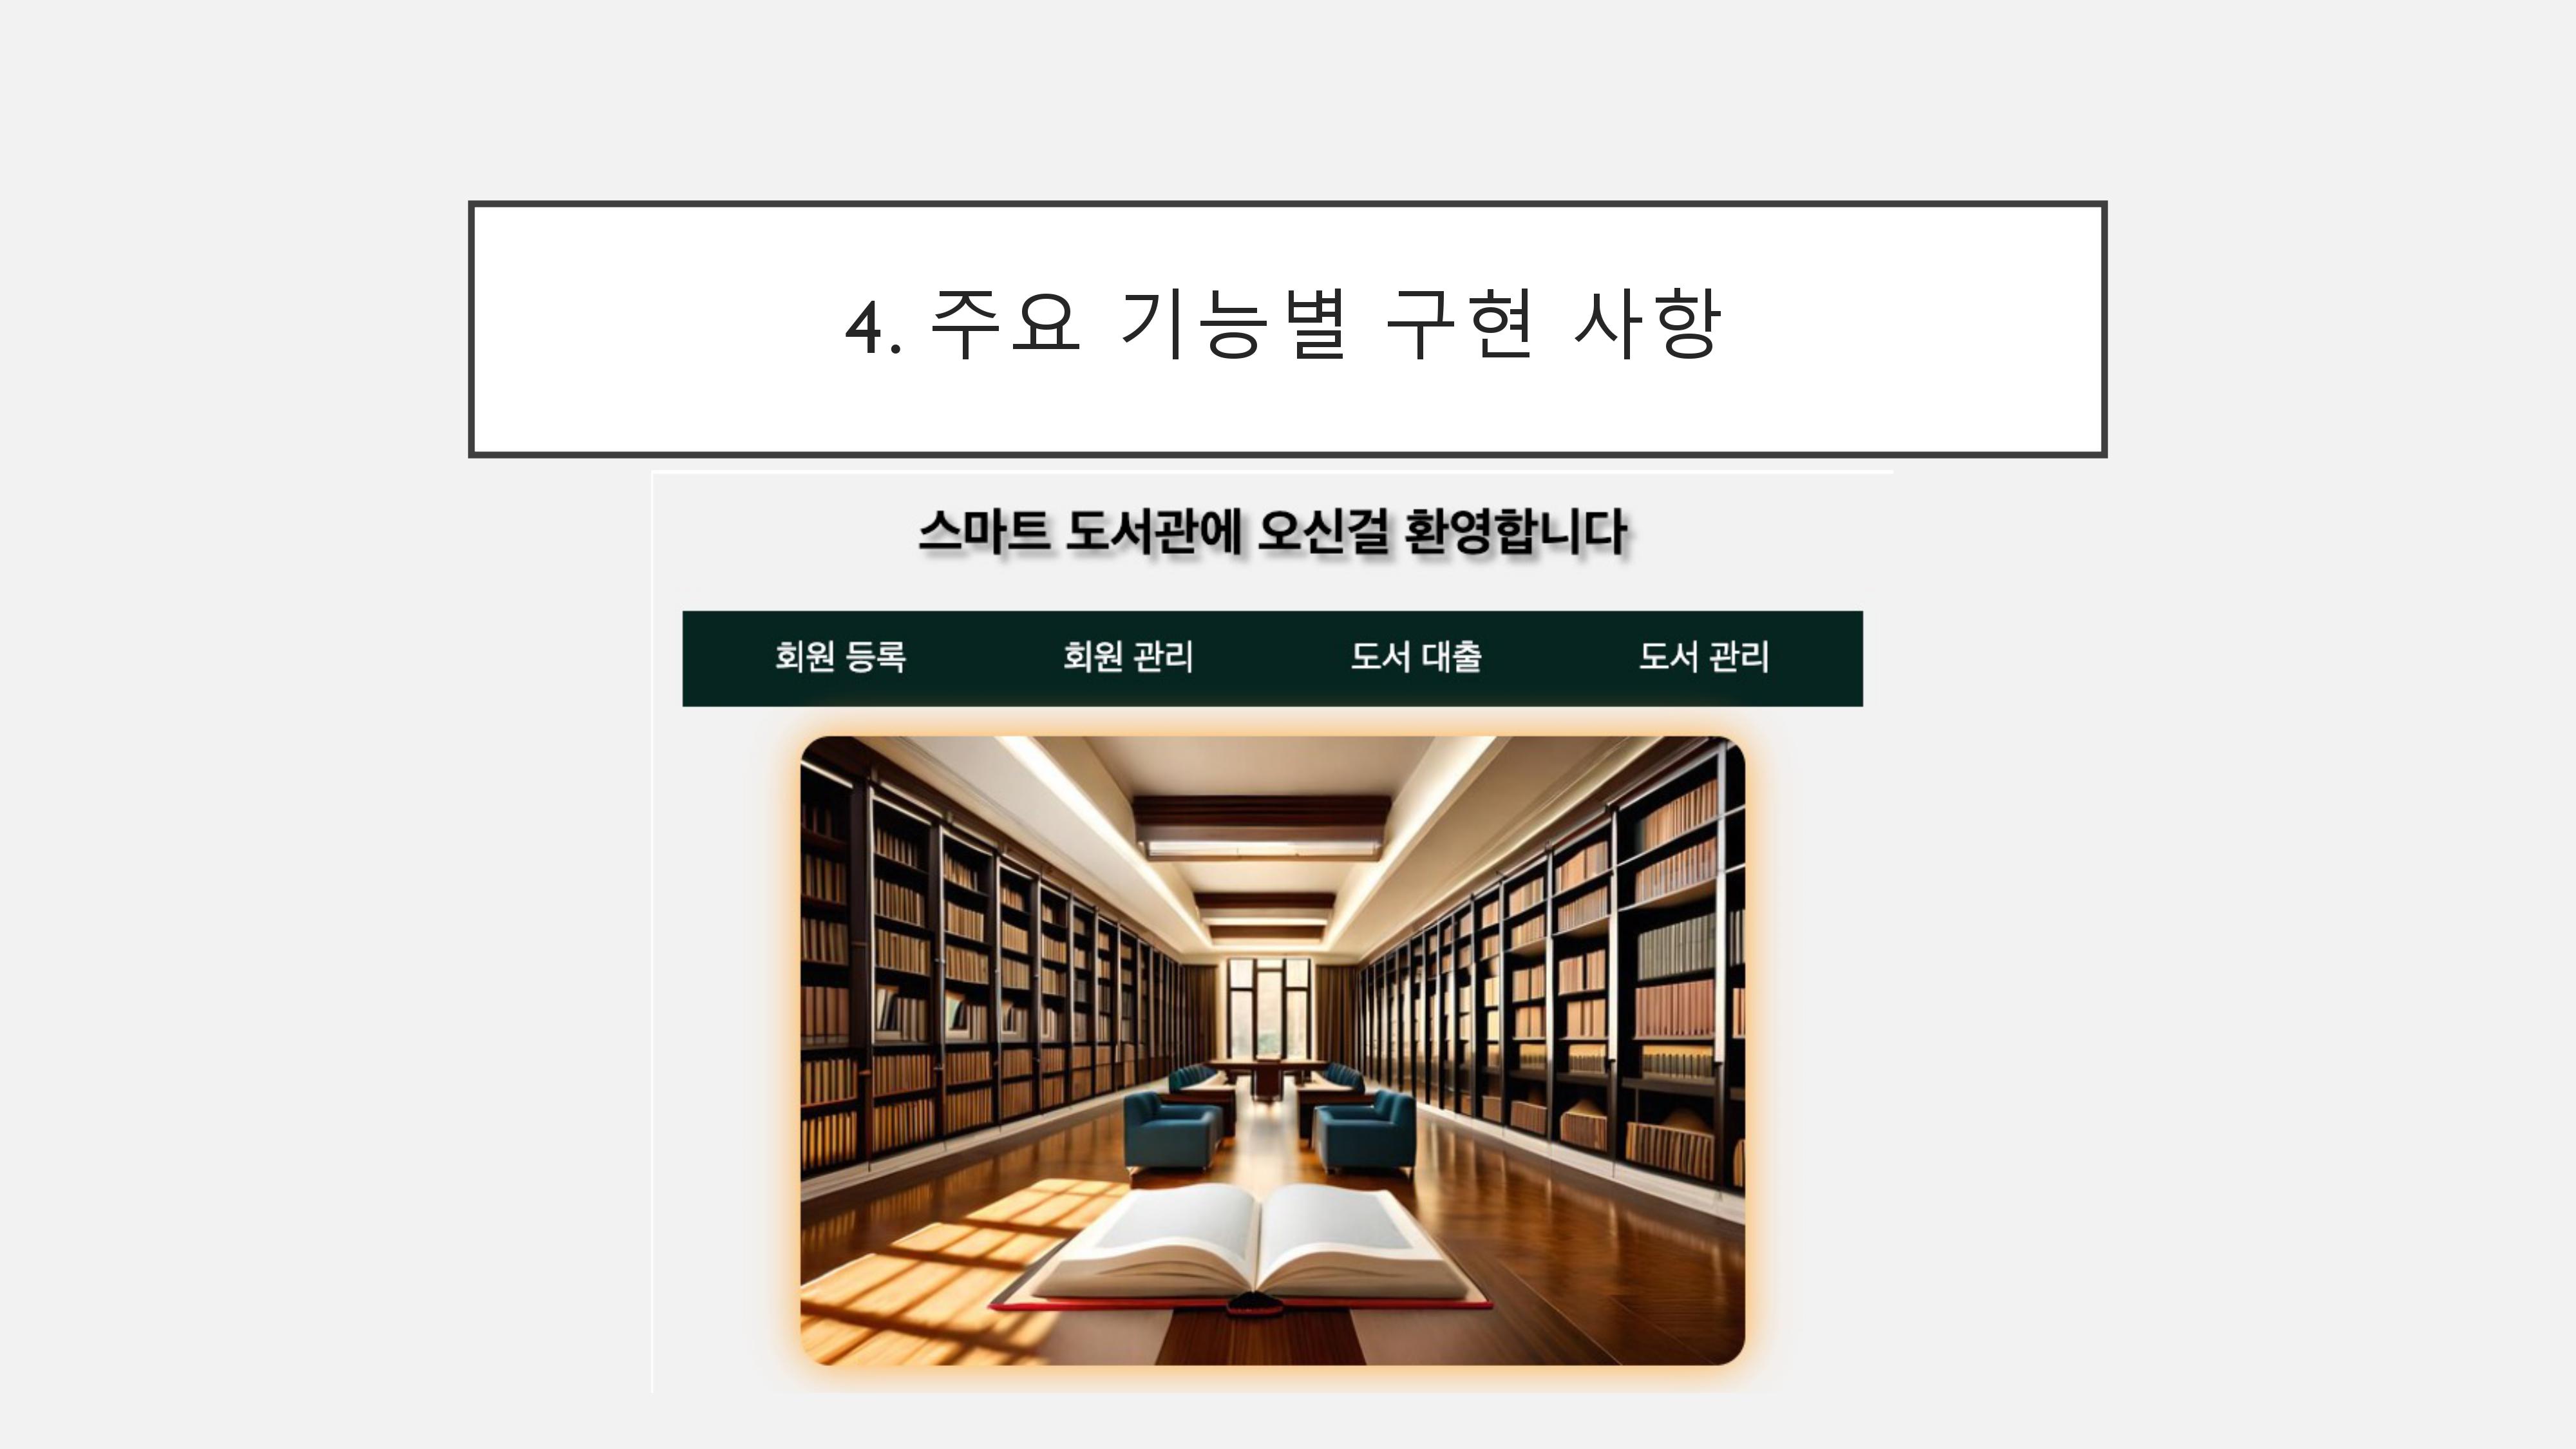 4. 주요 기능별 구현 사항
스마트 도서관에 오신걸 환영합니다
회원 등록 회원 관리 도서 대출 도서 관리